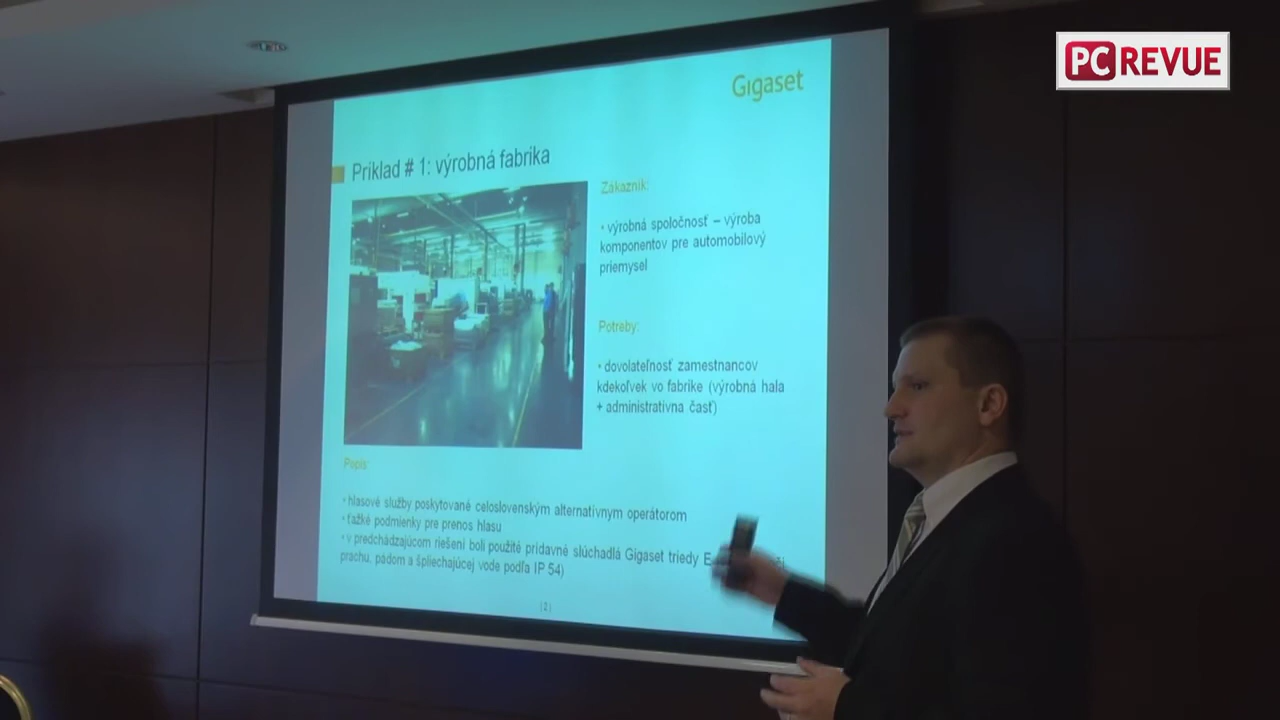 PC REVUE
Gigaset
Príklad # 1: výrobná fabrika
Zákazník:
• výrobná spoločnosť – výroba
komponentov pre automobilový
priemysel
Potreby:
• dovolateľnosť zamestnancov
kdekoľvek vo fabrike (výrobná hala
+ administratívna časť)
Popis:
• hlasové služby poskytované celoslovenským alternatívnym operátorom
• ťažké podmienky pre prenos hlasu
• v predchádzajúcom riešení boli použité prídavné slúchadlá Gigaset triedy E
prachu, pádom a špliechajúcej vode podľa IP 54)
(2)